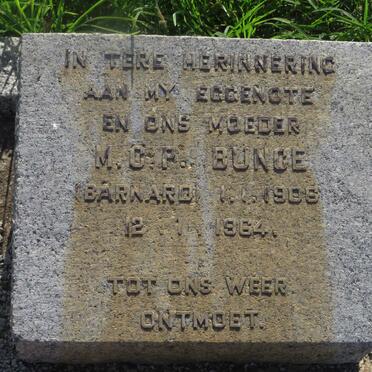 IN TERE HERINNERING
AAN MY EGGENOTE
EN ONS MOEDER
M.C.P. BUNGE
(BARNARD) 1.1.1906
12 1 1964.
TOT ONS WEER
ONTMOET.